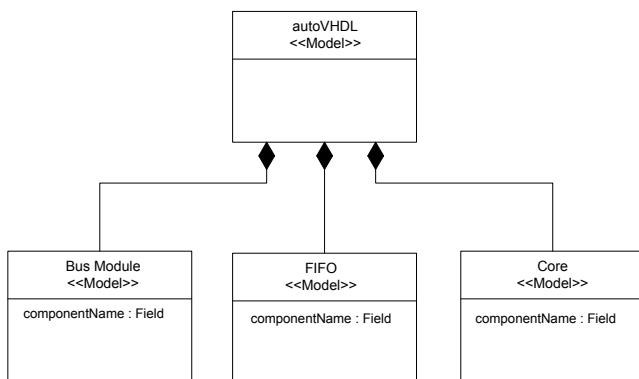 autoVHDL
<<Model>>
Bus Module
<<Model>>
componentName : Field
FIFO
<<Model>>
componentName : Field
Core
<<Model>>
componentName : Field